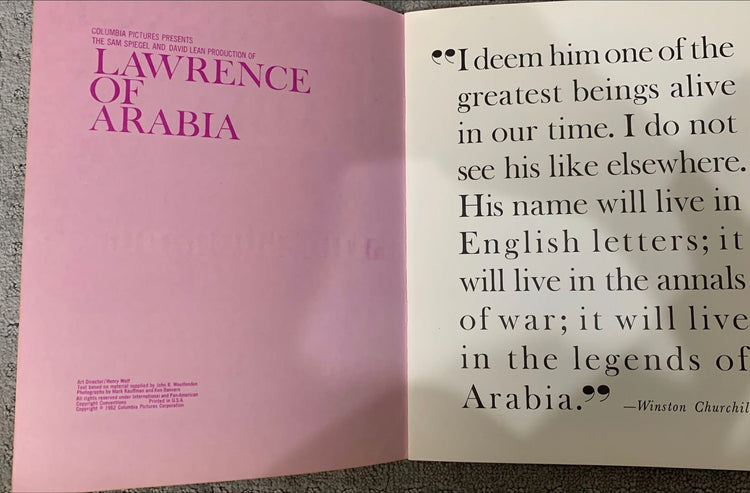 COLUMBIA PICTURES PRESENTS
THE SAM SPIEGEL AND DAVID LEAN PRODUCTION OF
LAWRENCE
OF
ARABIA
Art Director/Henry Wolf
Text based on material supplied by John R. Woolfenden
Photographs by Mark Kauffman and Ken Danvers
All rights reserved under International and Pan-American
Copyright Conventions Printed in U.S.A.
Copyright © 1962 Columbia Pictures Corporation
“I deem him one of the
greatest beings alive
in our time. I do not
see his like elsewhere.
His name will live in
English letters; it
will live in the annals
of war; it will live
in the legends of
Arabia.”
—Winston Churchil